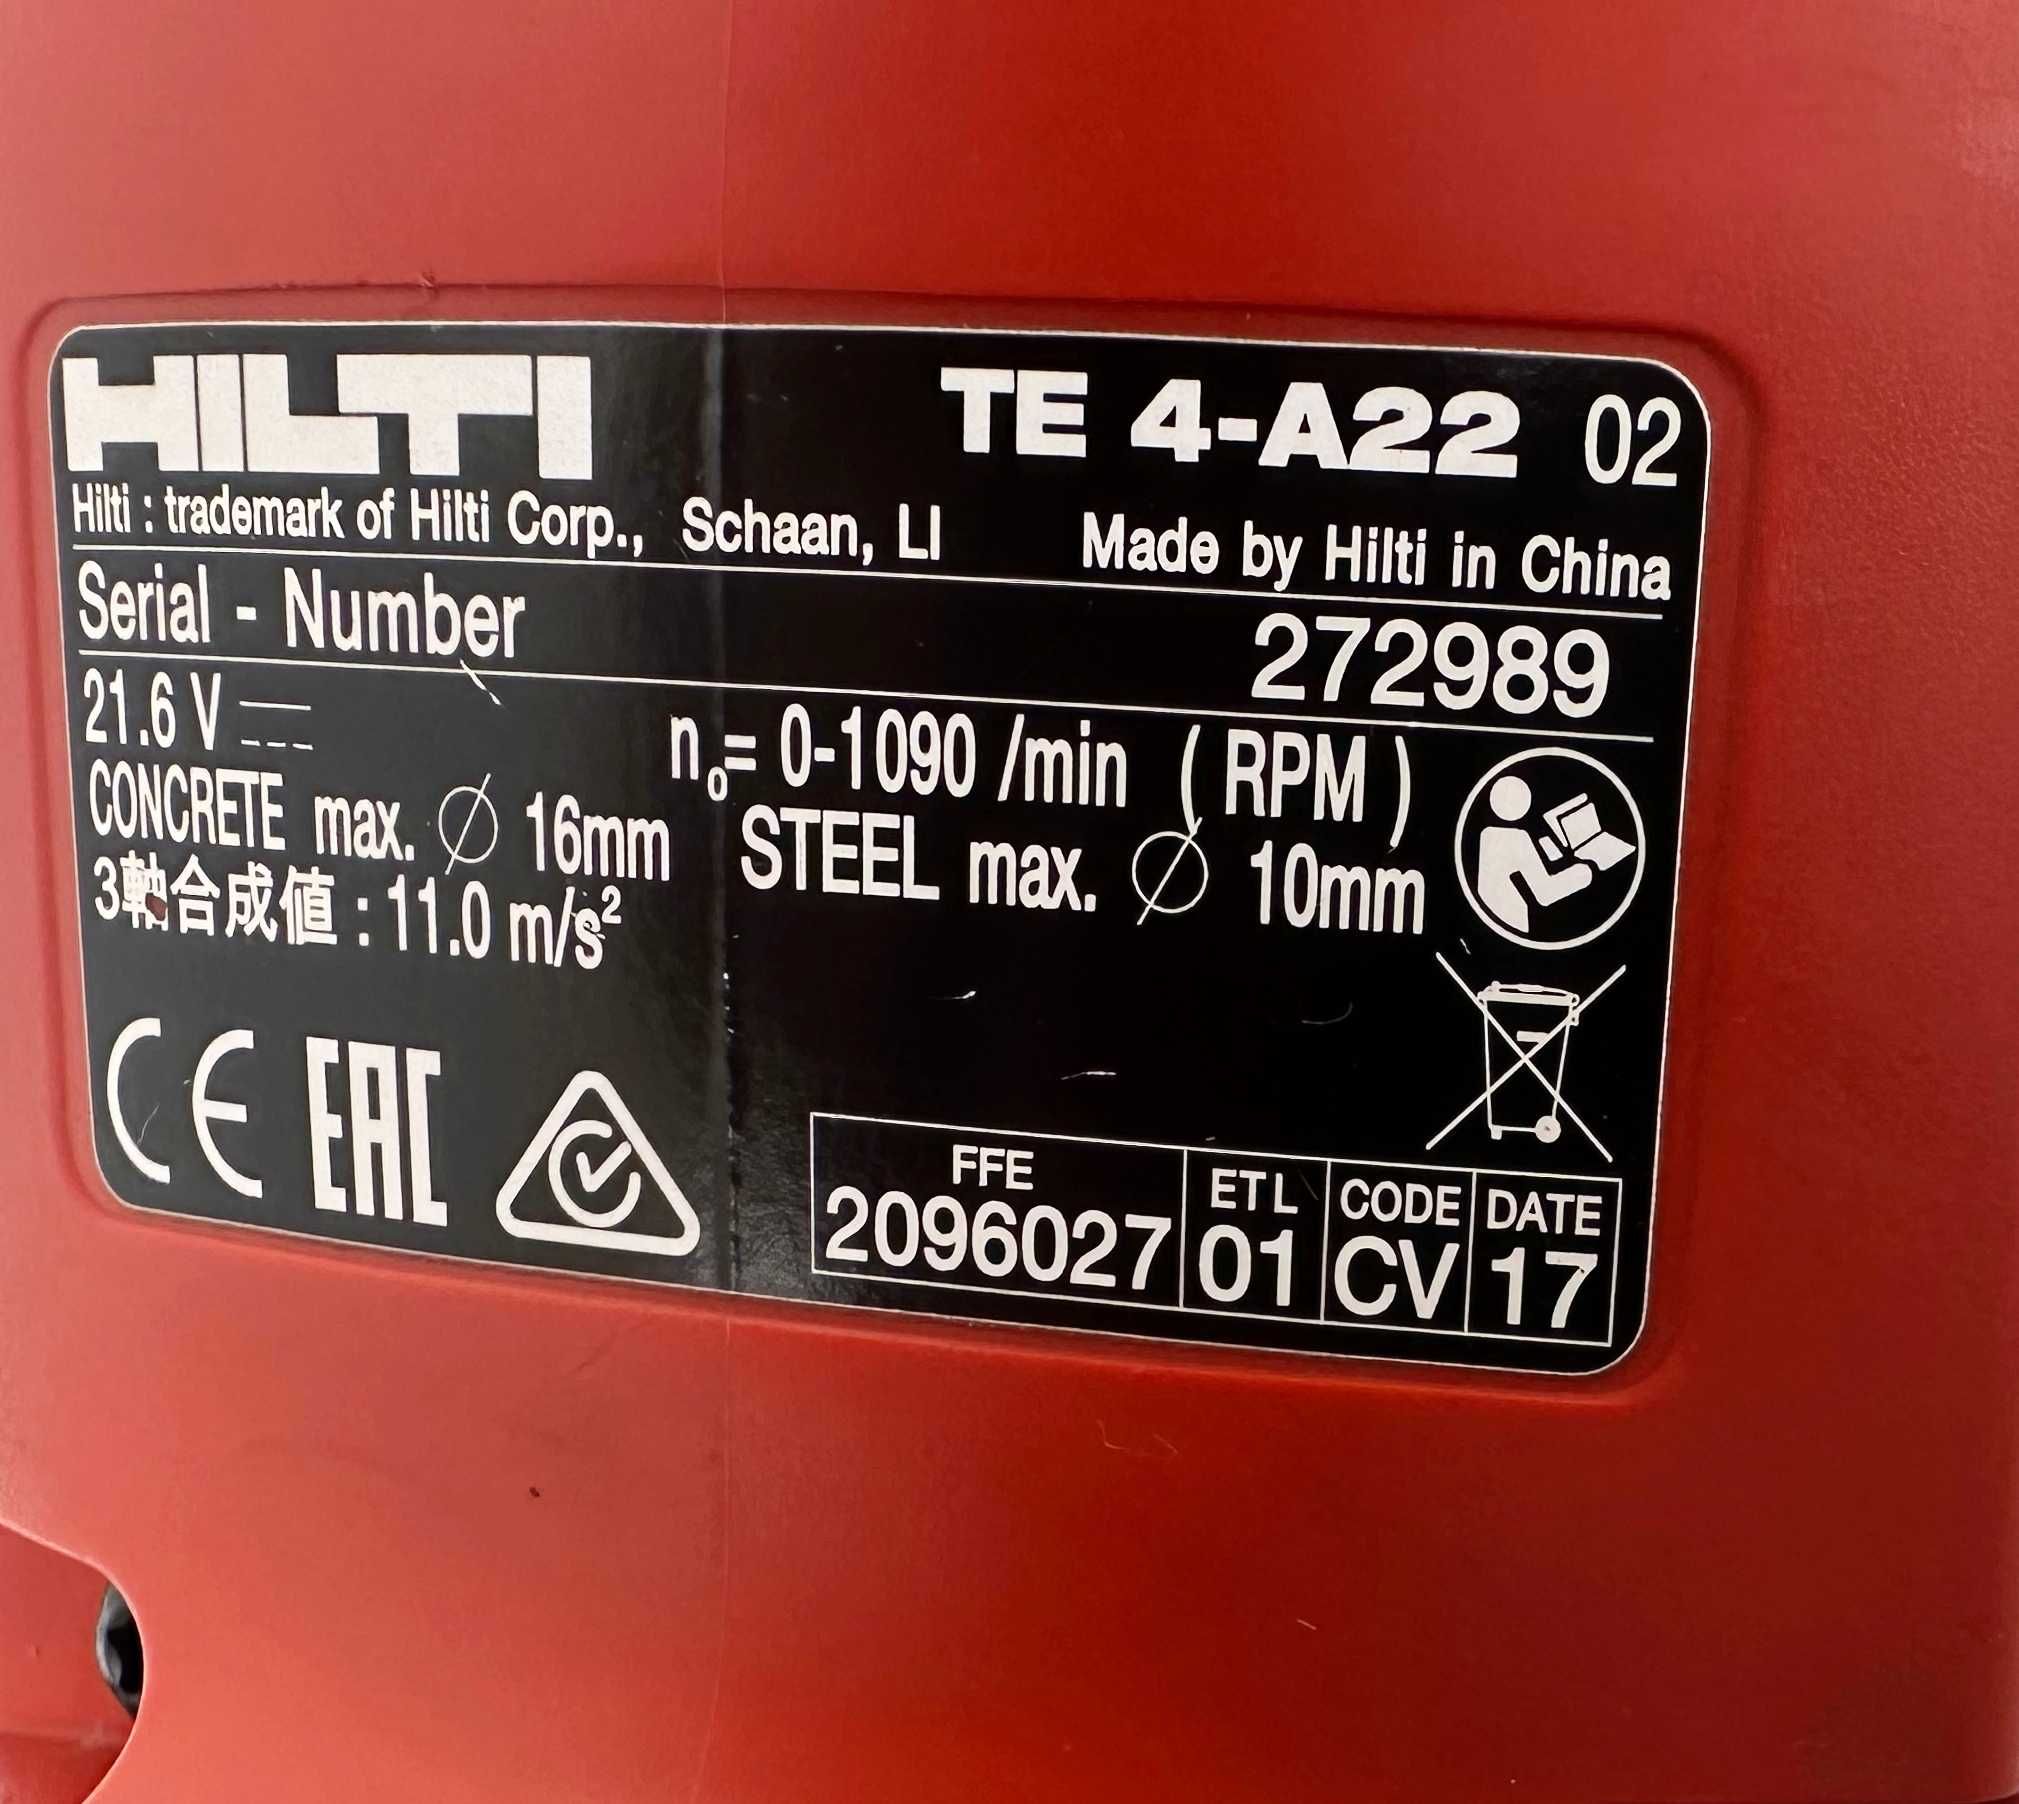 HILTI TE 4-A22 02
Hilti : trademark of Hilti Corp., Schaan, LI Made by Hilti in China
Serial - Number 272989
21.6 V n₀= 0-1090 /min (RPM)
CONCRETE max. ∅ 16mm STEEL max. ∅ 10mm
3軸合成値 : 11.0 m/s²
CE EAC
FFE ETL CODE DATE
2096027 01 CV 17